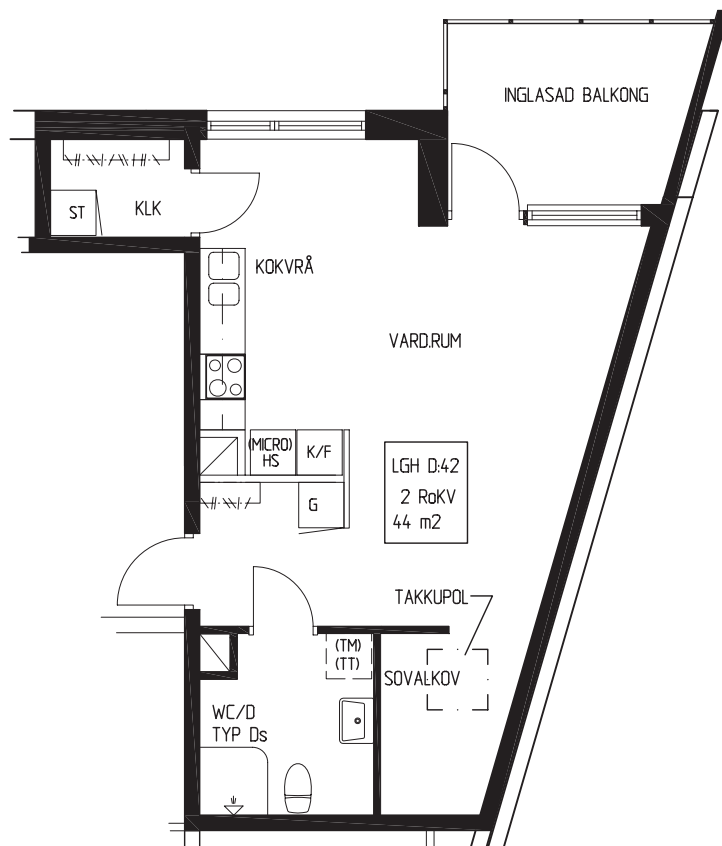 INGLASAD BALKONG
ST
KLK
KOKVRÅ
VARD.RUM
(MICRO)
HS
K/F
G
LGH D:42
2 RoKV
44 m2
TAKKUPOL
(TM)
(TT)
SOVALKOV
WC/D
TYP Ds